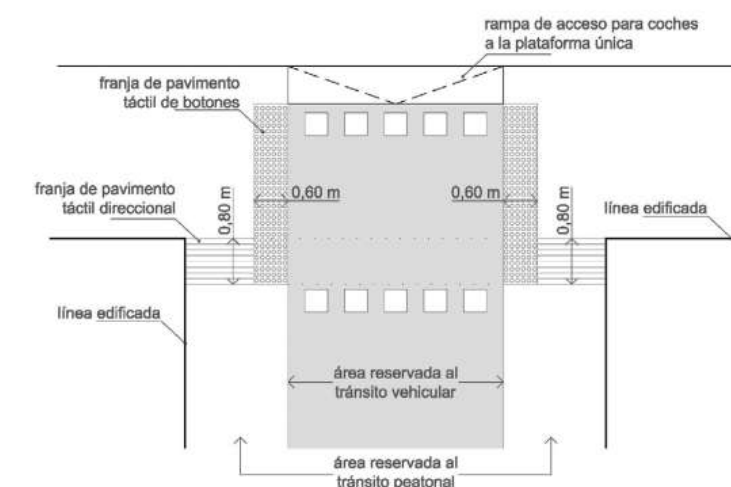 rampa de acceso para coches
a la plataforma única
franja de pavimento
táctil de botones
0,60 m
0,60 m
franja de pavimento
táctil direccional
0,80 m
0,80 m
línea edificada
línea edificada
área reservada al
tránsito vehicular
área reservada al
tránsito peatonal